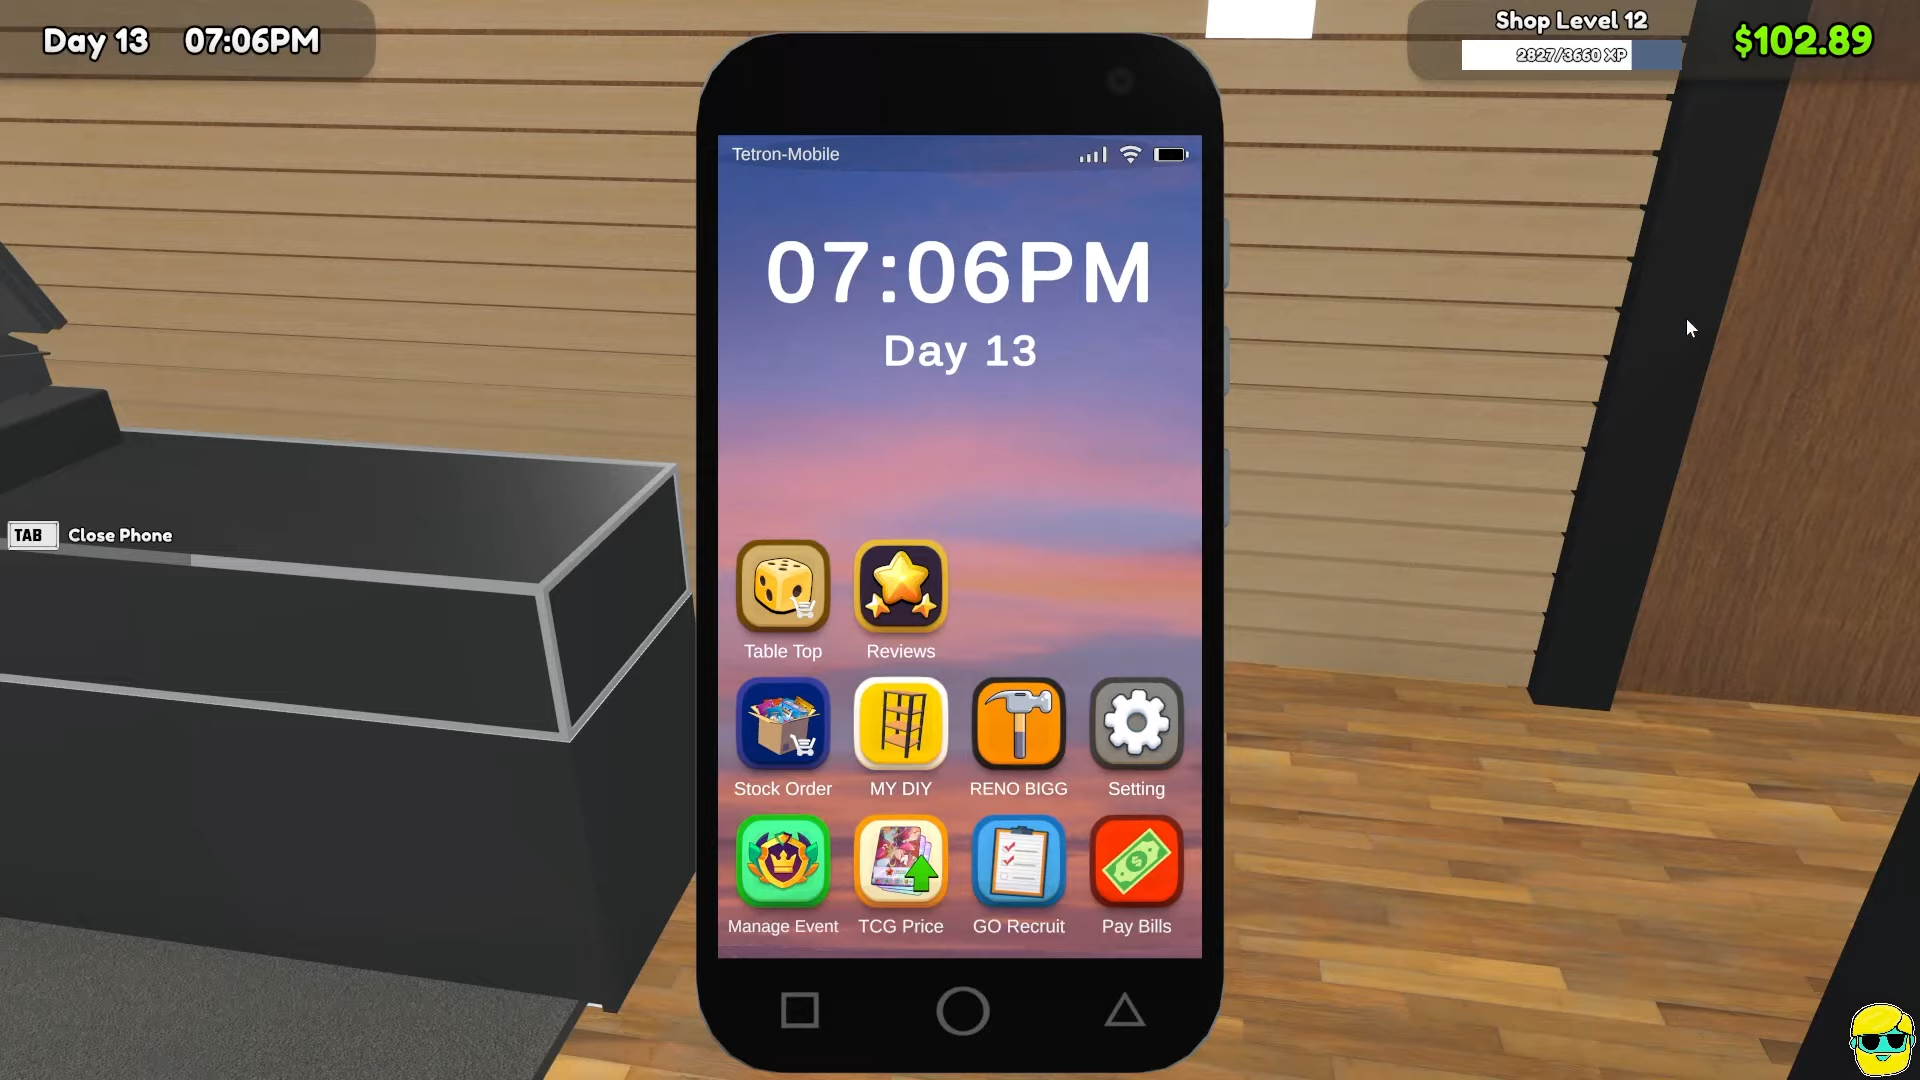 Day 13 07:06PM
Shop Level 12
2827/3660 XP
$102.89
Tetron-Mobile
07:06PM
Day 13
TAB Close Phone
Table Top Reviews
Stock Order MY DIY RENO BIGG Setting
Manage Event TCG Price GO Recruit Pay Bills